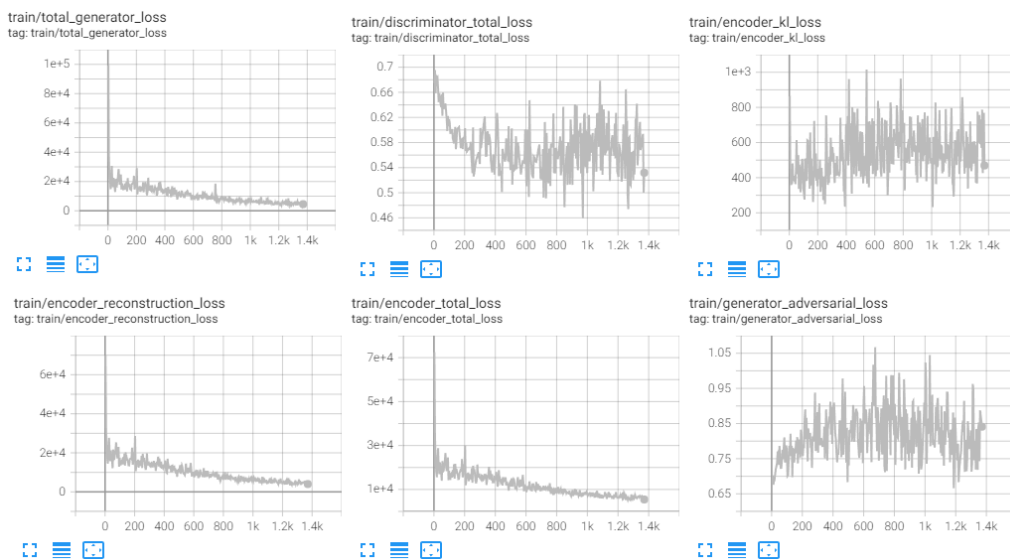 train/total_generator_loss
tag: train/total_generator_loss
1e+5
8e+4
6e+4
4e+4
2e+4
0
0 200 400 600 800 1k 1.2k 1.4k
train/discriminator_total_loss
tag: train/discriminator_total_loss
0.7
0.66
0.62
0.58
0.54
0.5
0.46
0 200 400 600 800 1k 1.2k 1.4k
train/encoder_kl_loss
tag: train/encoder_kl_loss
1e+3
800
600
400
200
0 200 400 600 800 1k 1.2k 1.4k
train/encoder_reconstruction_loss
tag: train/encoder_reconstruction_loss
6e+4
4e+4
2e+4
0
0 200 400 600 800 1k 1.2k 1.4k
train/encoder_total_loss
tag: train/encoder_total_loss
7e+4
5e+4
3e+4
1e+4
0 200 400 600 800 1k 1.2k 1.4k
train/generator_adversarial_loss
tag: train/generator_adversarial_loss
1.05
0.95
0.85
0.75
0.65
0 200 400 600 800 1k 1.2k 1.4k